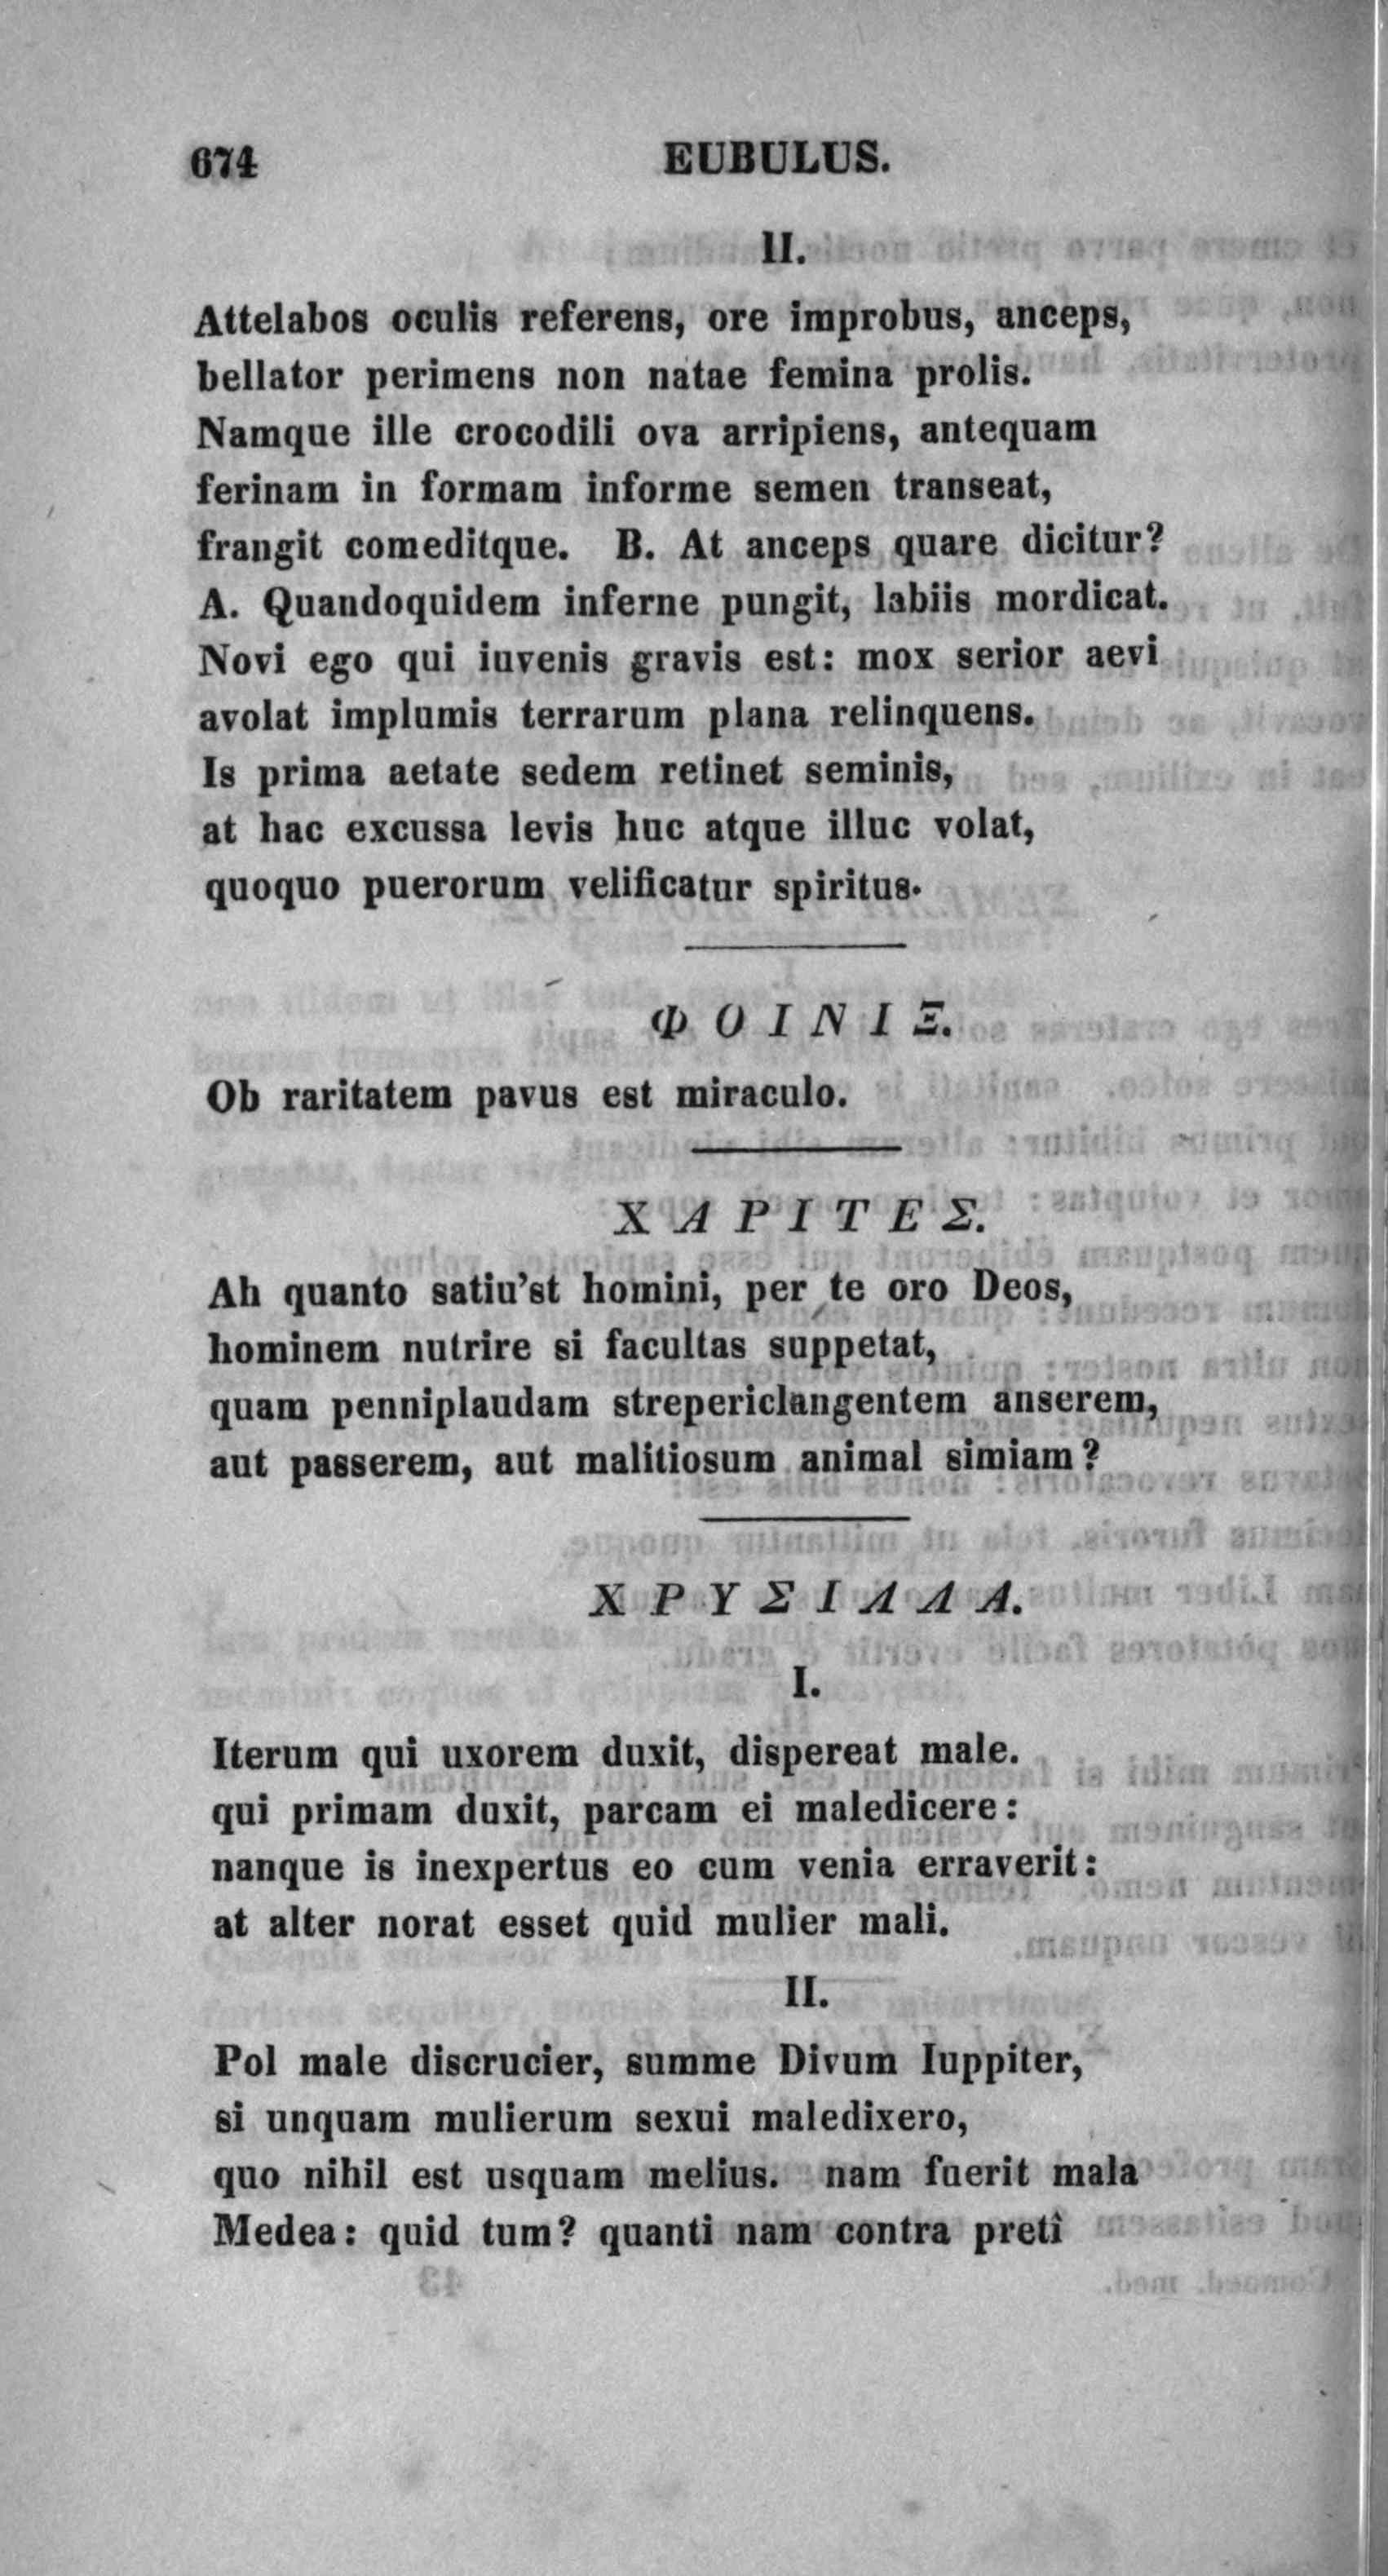 674 EUBULUS.
II.
Attelabos oculis referens, ore improbus, anceps,
bellator perimens non natae femina prolis.
Namque ille crocodili ova arripiens, antequam
ferinam in formam informe semen transeat,
frangit comeditque. B. At anceps quare dicitur?
A. Quandoquidem inferne pungit, labiis mordicat.
Novi ego qui iuvenis gravis est: mox serior aevi
avolat implumis terrarum plana relinquens.
Is prima aetate sedem retinet seminis,
at hac excussa levis huc atque illuc volat,
quoquo puerorum velificatur spiritus.
ΦΟΙΝΙΞ.
Ob raritatem pavus est miraculo.
ΧΑΡΙΤΕΣ.
Ah quanto satiu'st homini, per te oro Deos,
hominem nutrire si facultas suppetat,
quam penniplaudam strepericlangentem anserem,
aut passerem, aut malitiosum animal simiam?
ΧΡΥΣΙΛΛΑ.
I.
Iterum qui uxorem duxit, dispereat male.
qui primam duxit, parcam ei maledicere:
nanque is inexpertus eo cum venia erraverit:
at alter norat esset quid mulier mali.
II.
Pol male discrucier, summe Divum Iuppiter,
si unquam mulierum sexui maledixero,
quo nihil est usquam melius. nam fuerit mala
Medea: quid tum? quanti nam contra pretî